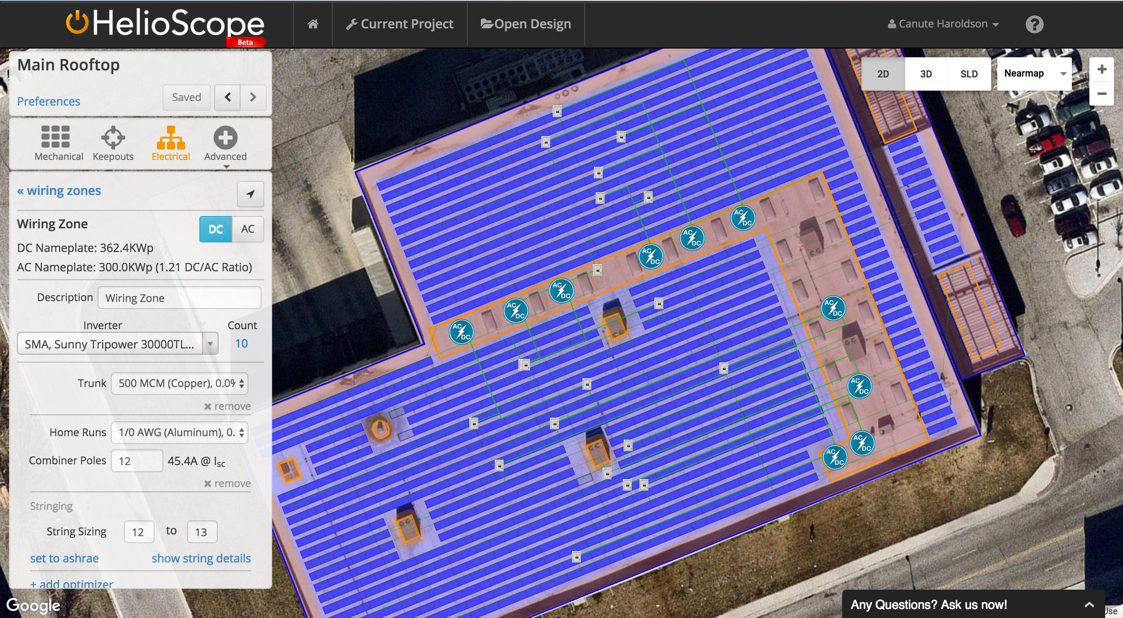 HelioScope
Beta
Current Project
Open Design
Canute Haroldson
?
Main Rooftop
Preferences
Saved
Mechanical
Keepouts
Electrical
Advanced
« wiring zones
Wiring Zone
DC
AC
DC Nameplate: 362.4KWp
AC Nameplate: 300.0KWp (1.21 DC/AC Ratio)
Description
Wiring Zone
Inverter
Count
SMA, Sunny Tripower 30000TL...
10
Trunk
500 MCM (Copper), 0.0%
× remove
Home Runs
1/0 AWG (Aluminum), 0.
Combiner Poles
12
45.4A @ Isc
× remove
Stringing
String Sizing
12
to
13
set to ashrae
show string details
+ add optimizer
Google
2D
3D
SLD
Nearmap
+
−
AC DC
AC DC
AC DC
AC DC
AC DC
AC DC
AC DC
AC DC
AC DC
AC DC
Any Questions? Ask us now!
Use